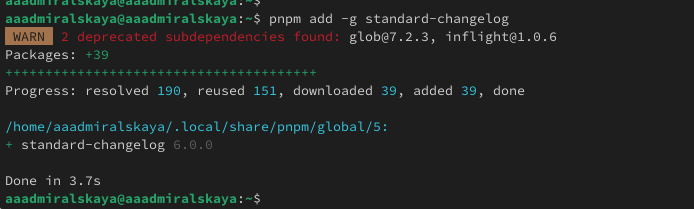 aaadmiralskaya@aaadmiralskaya:~$
aaadmiralskaya@aaadmiralskaya:~$ pnpm add -g standard-changelog
WARN 2 deprecated subdependencies found: glob@7.2.3, inflight@1.0.6
Packages: +39
+++++++++++++++++++++++++++++++++++++++
Progress: resolved 190, reused 151, downloaded 39, added 39, done
/home/aaadmiralskaya/.local/share/pnpm/global/5:
+ standard-changelog 6.0.0
Done in 3.7s
aaadmiralskaya@aaadmiralskaya:~$